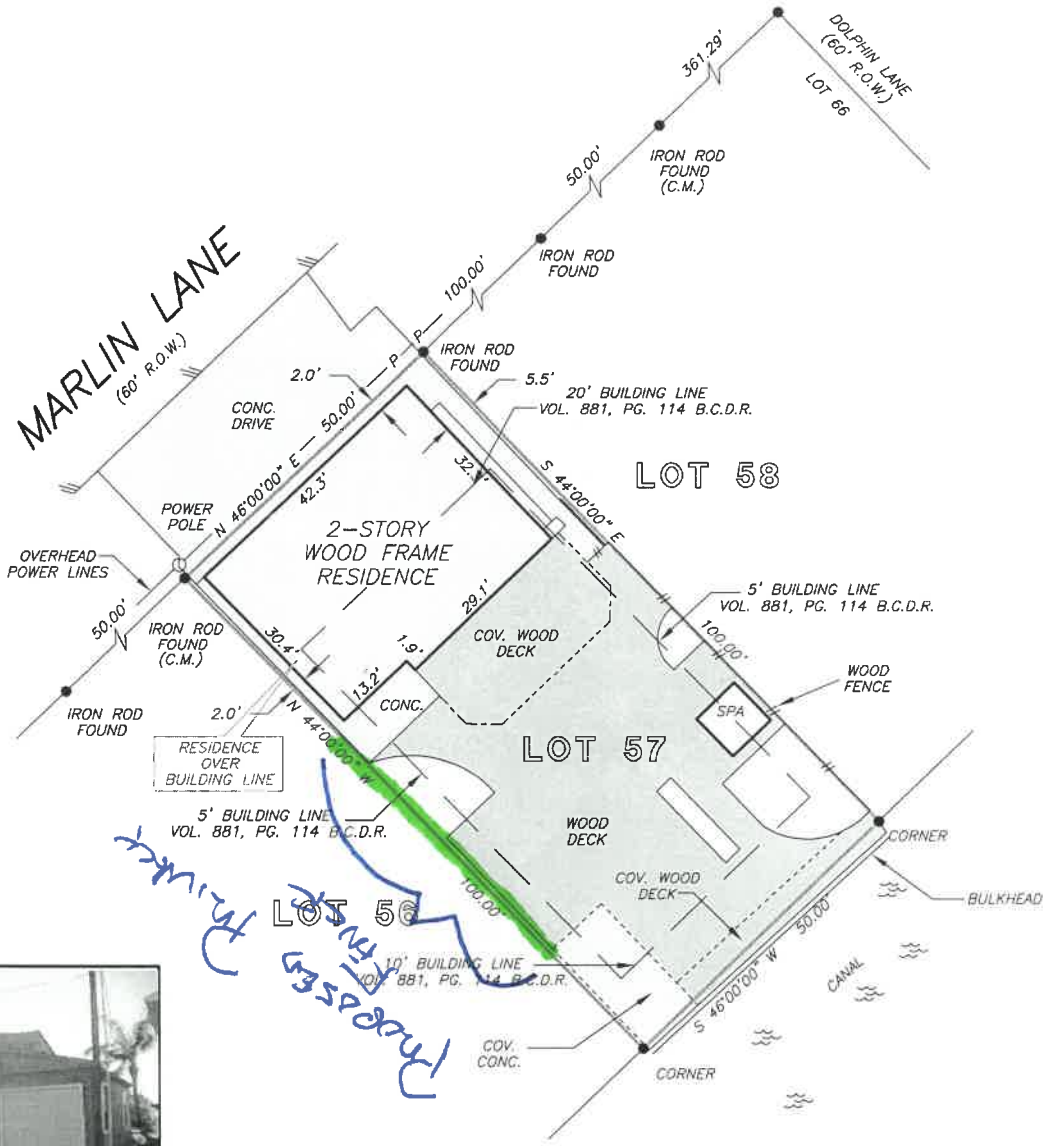 DOLPHIN LANE
(60' R.O.W.)
LOT 66
361.29'
IRON ROD
FOUND
(C.M.)
50.00'
IRON ROD
FOUND
100.00'
MARLIN LANE
(60' R.O.W.)
P
P
IRON ROD
FOUND
2.0'
5.5'
20' BUILDING LINE
VOL. 881, PG. 114 B.C.D.R.
CONC.
DRIVE
N 46°00'00" E
50.00'
42.3'
S 44°00'00" E
LOT 58
POWER
POLE
2-STORY
WOOD FRAME
RESIDENCE
OVERHEAD
POWER LINES
29.1'
5' BUILDING LINE
VOL. 881, PG. 114 B.C.D.R.
100.00'
50.00'
IRON ROD
FOUND
(C.M.)
30.4'
1.9'
COV. WOOD
DECK
13.2'
CONC.
WOOD
FENCE
SPA
IRON ROD
FOUND
2.0'
N 44°00'00" W
RESIDENCE
OVER
BUILDING LINE
LOT 57
5' BUILDING LINE
VOL. 881, PG. 114 B.C.D.R.
WOOD
DECK
CORNER
COV. WOOD
DECK
BULKHEAD
100.00'
LOT 56
PROPOSED
FENCE
50.00'
10' BUILDING LINE
VOL. 881, PG. 114 B.C.D.R.
CANAL
S 46°00'00" W
COV.
CONC.
CORNER